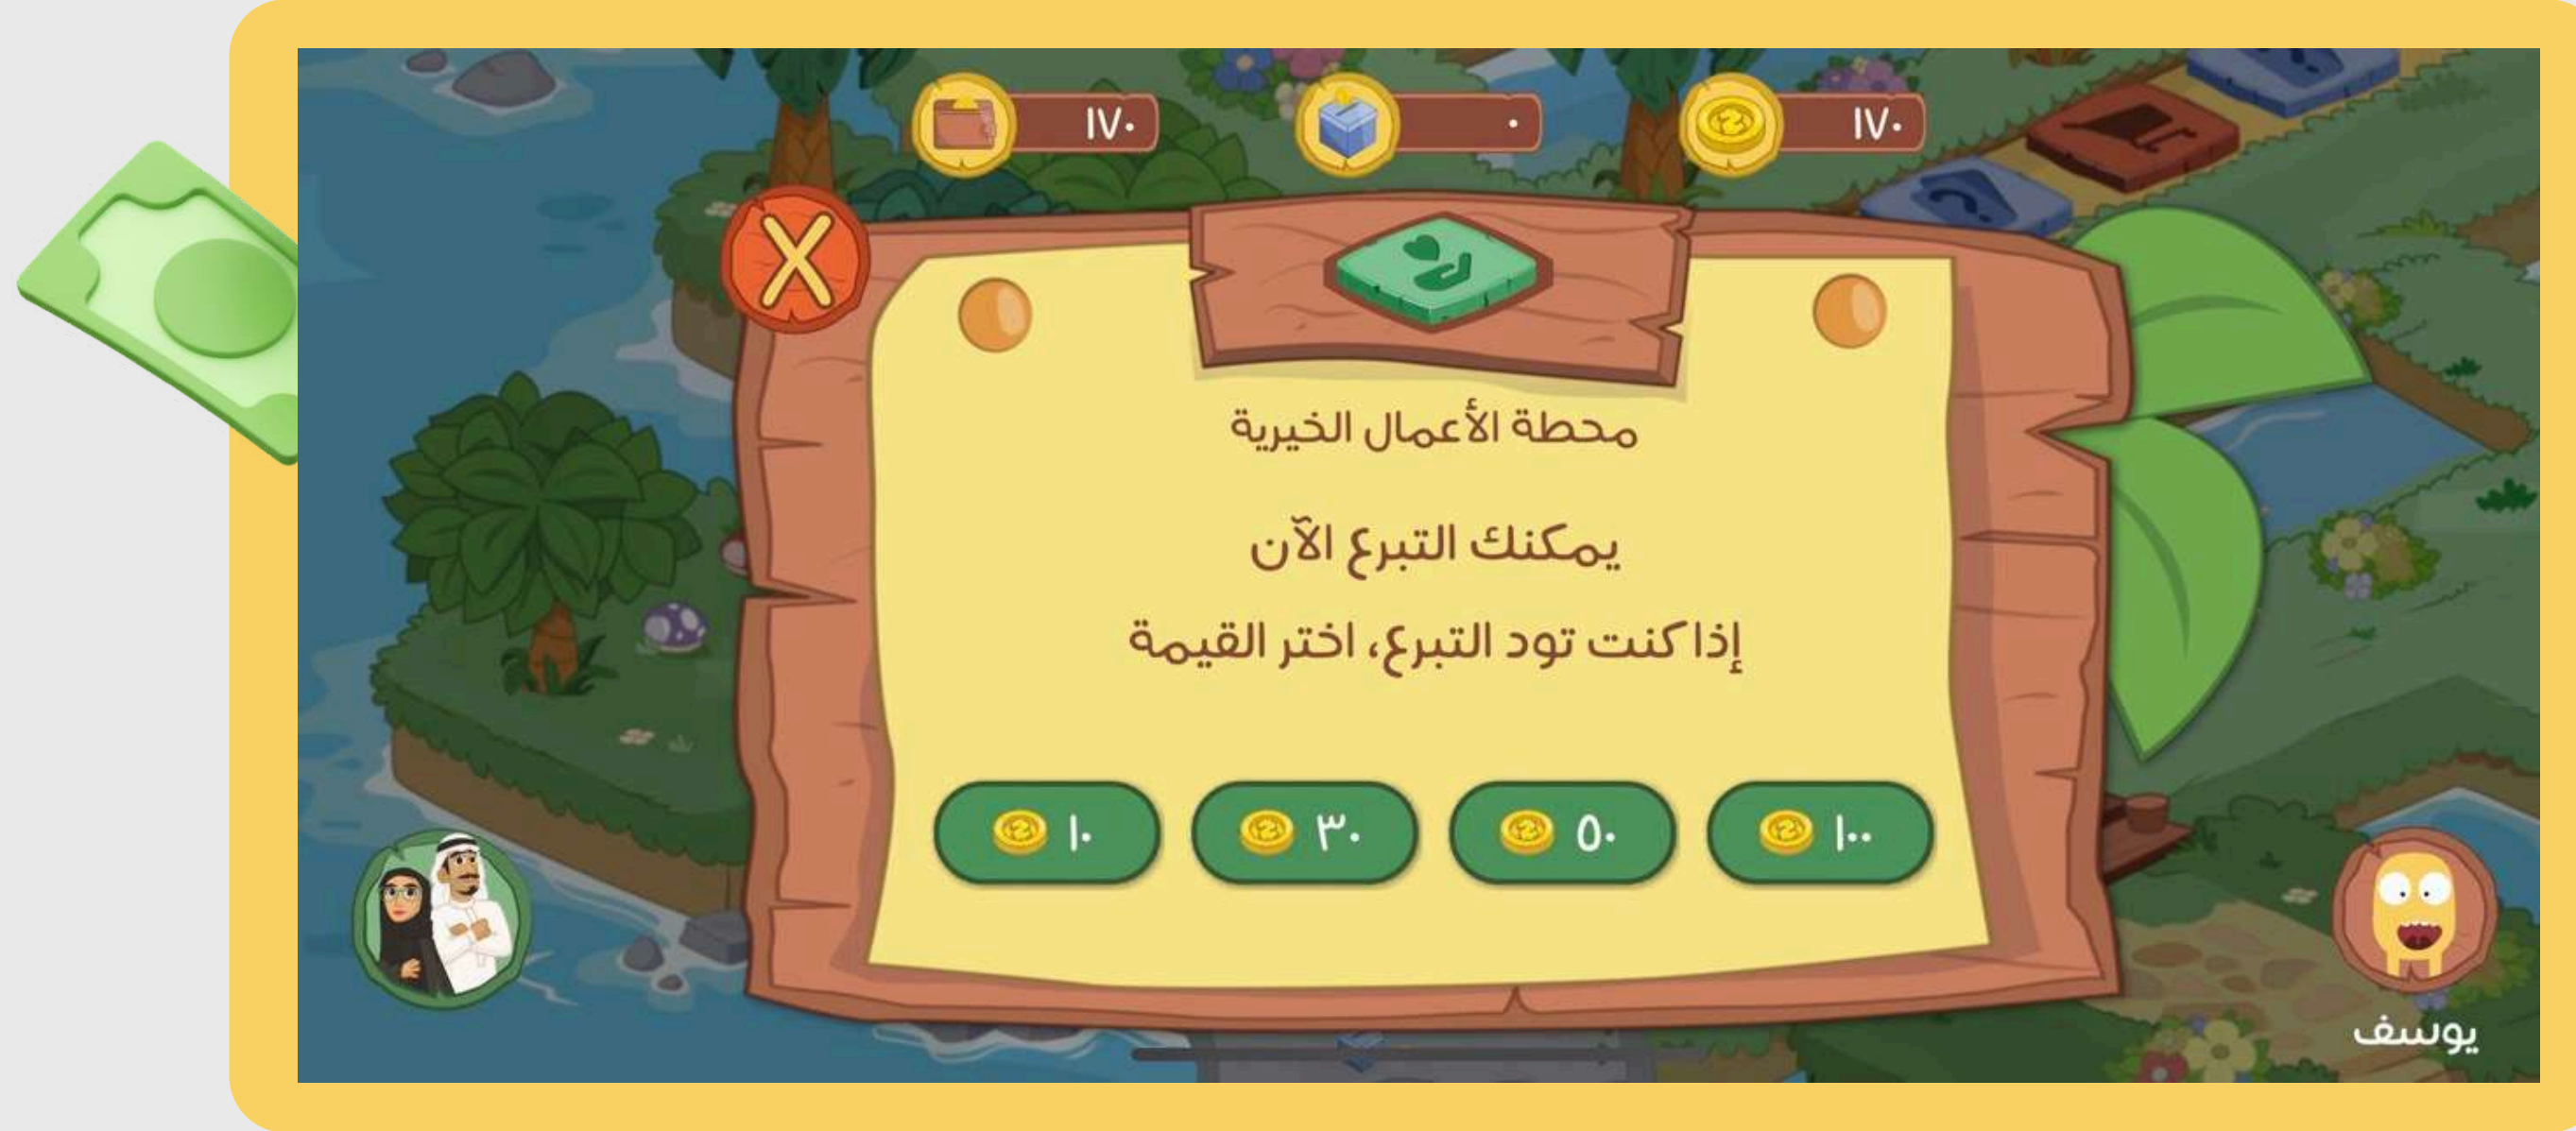 ١٧٠
٠
١٧٠
X
محطة الأعمال الخيرية
يمكنك التبرع الآن
إذا كنت تود التبرع، اختر القيمة
١٠٠
٥٠
٣٠
١٠
يوسف